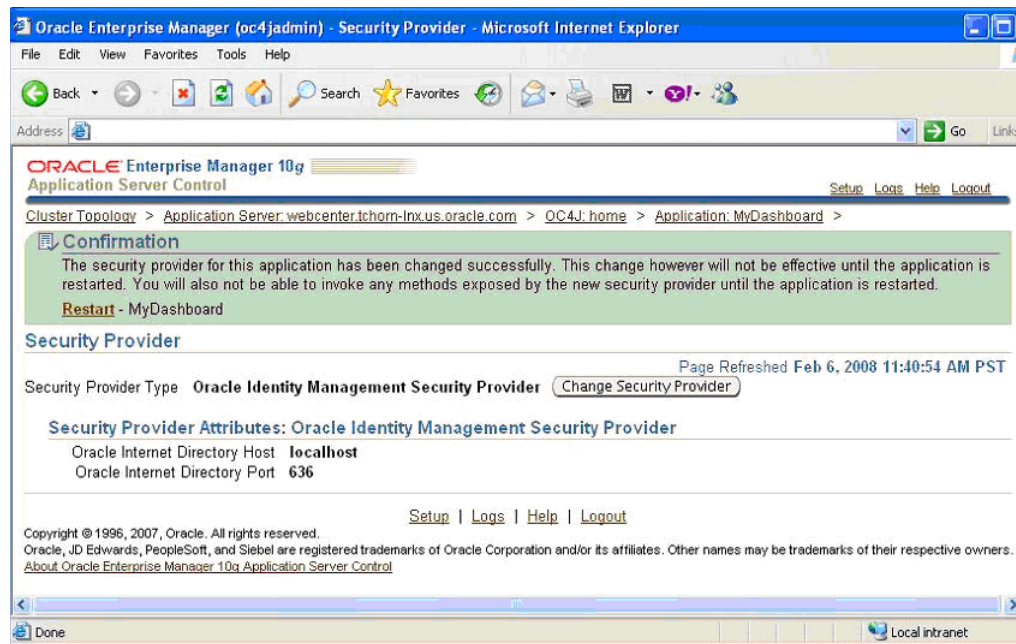 Oracle Enterprise Manager (oc4jadmin) - Security Provider - Microsoft Internet Explorer
File Edit View Favorites Tools Help
Back Search Favorites
Address Go Links
ORACLE Enterprise Manager 10g
Application Server Control
Setup Logs Help Logout
Cluster Topology > Application Server: webcenter.tchorn-lnx.us.oracle.com > OC4J: home > Application: MyDashboard >
Confirmation
The security provider for this application has been changed successfully. This change however will not be effective until the application is
restarted. You will also not be able to invoke any methods exposed by the new security provider until the application is restarted.
Restart - MyDashboard
Security Provider
Page Refreshed Feb 6, 2008 11:40:54 AM PST
Security Provider Type Oracle Identity Management Security Provider Change Security Provider
Security Provider Attributes: Oracle Identity Management Security Provider
Oracle Internet Directory Host localhost
Oracle Internet Directory Port 636
Setup | Logs | Help | Logout
Copyright © 1996, 2007, Oracle. All rights reserved.
Oracle, JD Edwards, PeopleSoft, and Siebel are registered trademarks of Oracle Corporation and/or its affiliates. Other names may be trademarks of their respective owners.
About Oracle Enterprise Manager 10g Application Server Control
Done Local intranet